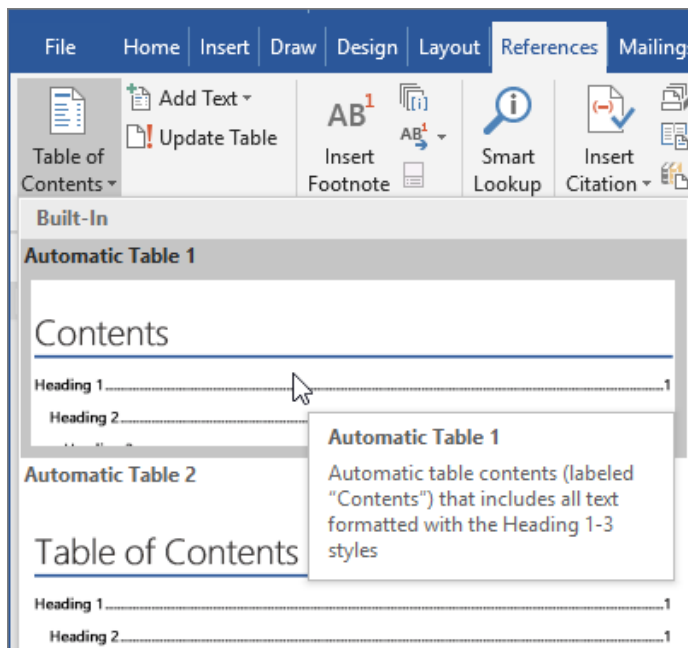 File Home Insert Draw Design Layout References Mailing
Add Text
Update Table
Table of
Contents
AB1
[i]
AB1
Insert
Footnote
Smart
Lookup
(-)
Insert
Citation
Built-In
Automatic Table 1
Contents
Heading 1 1
Heading 2
Automatic Table 1
Automatic table contents (labeled
“Contents”) that includes all text
formatted with the Heading 1-3
styles
Automatic Table 2
Table of Contents
Heading 1 1
Heading 2 1